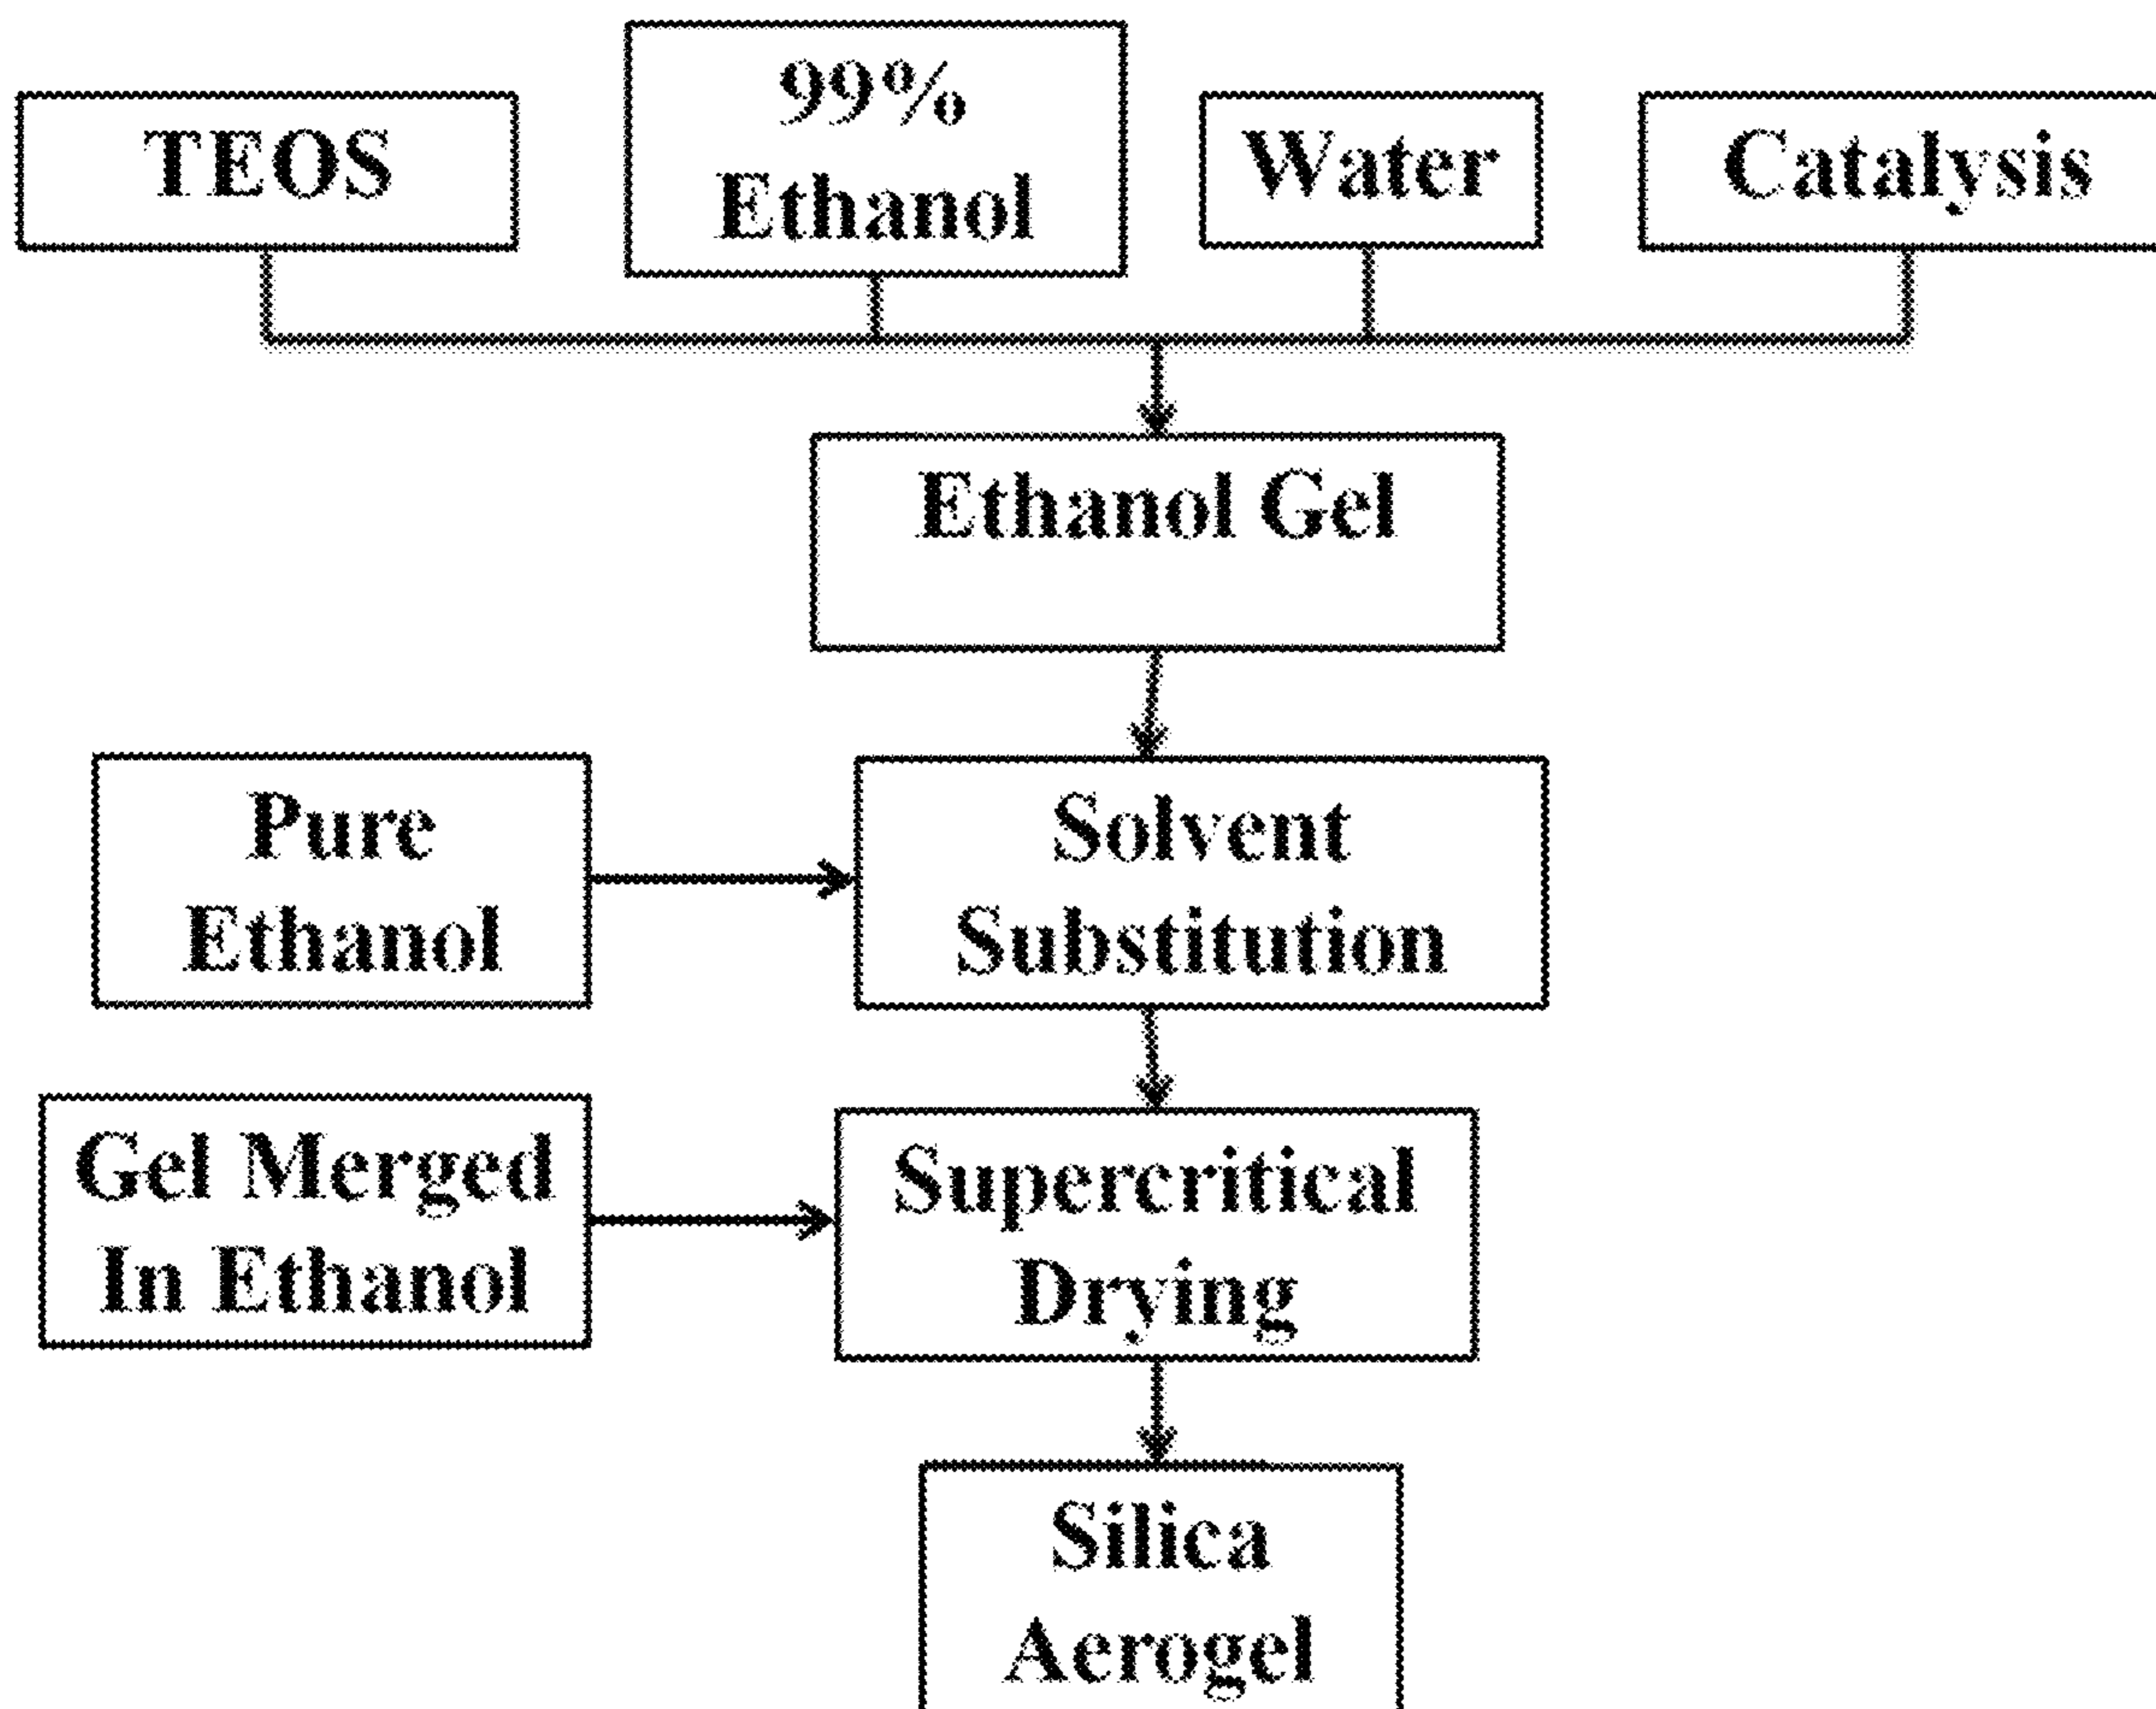 TEOS
99%
Ethanol
Water
Catalysis
Ethanol Gel
Pure
Ethanol
Solvent
Substitution
Gel Merged
In Ethanol
Supercritical
Drying
Silica
Aerogel